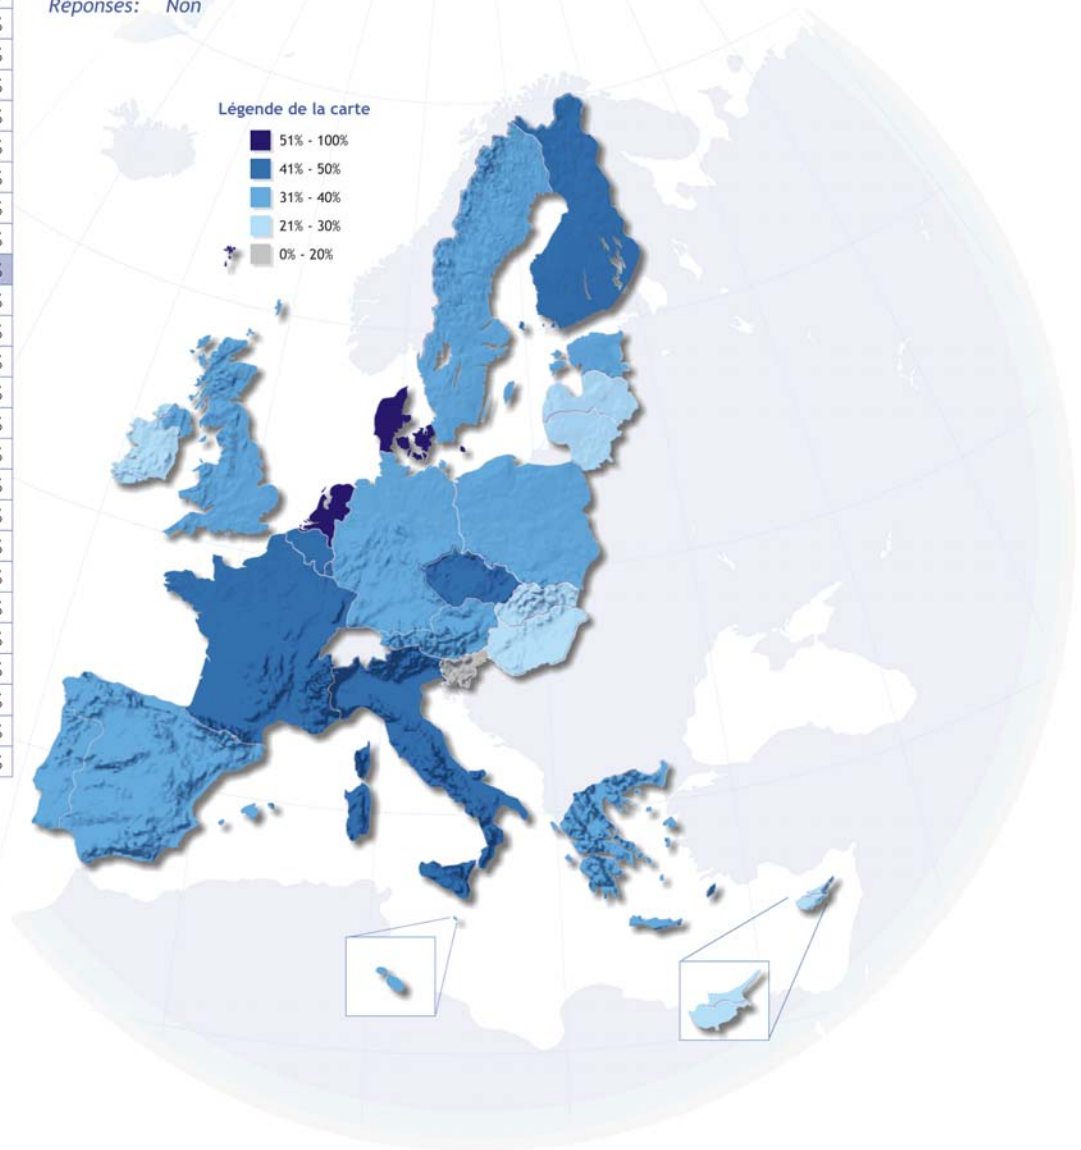 Réponses: Non
Légende de la carte
51% - 100%
41% - 50%
31% - 40%
21% - 30%
0% - 20%